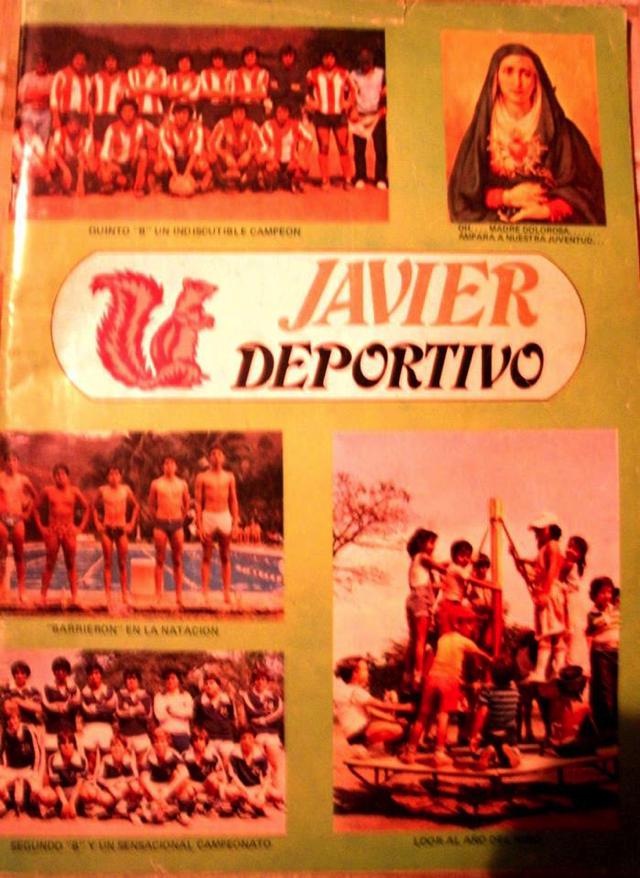 QUINTO "B" UN INDISCUTIBLE CAMPEON
OH.... MADRE DOLOROSA.......
AMPARA A NUESTRA JUVENTUD...
JAVIER
DEPORTIVO
"BARRIERON" EN LA NATACION
SEGUNDO "B" Y UN SENSACIONAL CAMPEONATO.
LOOR AL AÑO DEL